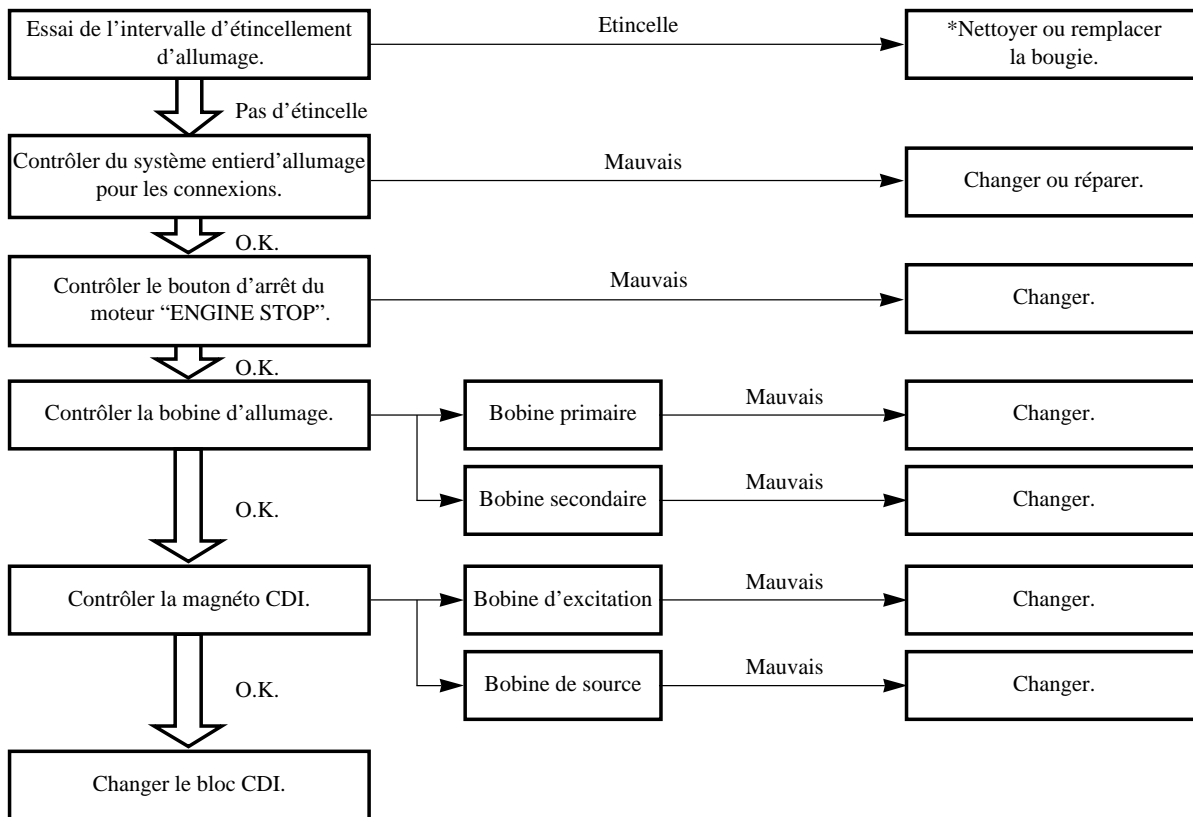 Essai de l’intervalle d’étincellement
d’allumage.
Etincelle
*Nettoyer ou remplacer
la bougie.
Pas d’étincelle
Contrôler du système entierd’allumage
pour les connexions.
Mauvais
Changer ou réparer.
O.K.
Contrôler le bouton d’arrêt du
moteur “ENGINE STOP”.
Mauvais
Changer.
O.K.
Contrôler la bobine d’allumage.
Bobine primaire
Mauvais
Changer.
Bobine secondaire
Mauvais
Changer.
O.K.
Contrôler la magnéto CDI.
Bobine d’excitation
Mauvais
Changer.
Bobine de source
Mauvais
Changer.
O.K.
Changer le bloc CDI.